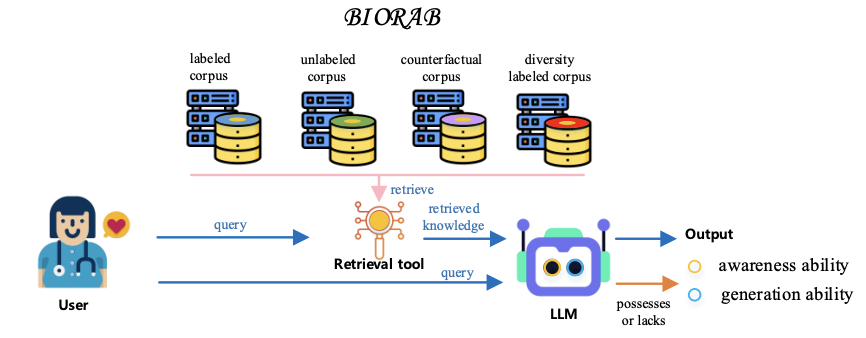 BIORAB
labeled
corpus
unlabeled
corpus
counterfactual
corpus
diversity
labeled corpus
retrieve
query
retrieved
knowledge
Retrieval tool
query
User
LLM
Output
awareness ability
generation ability
possesses
or lacks